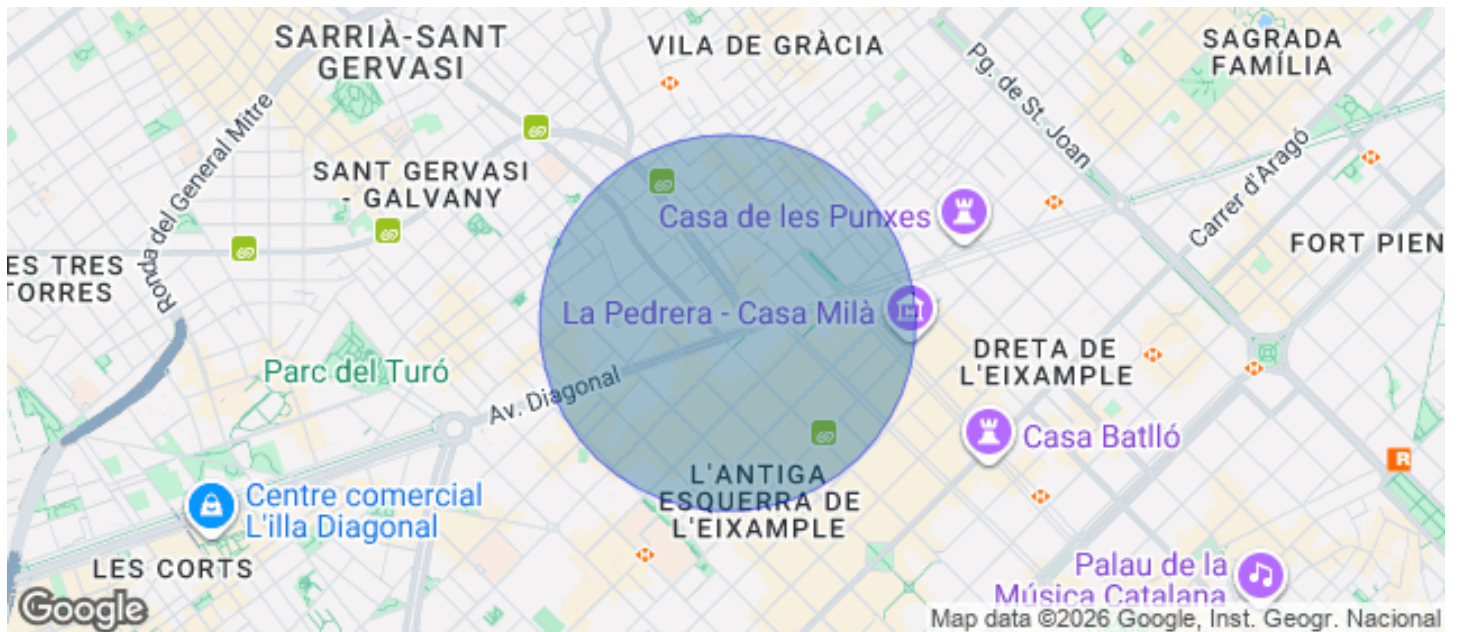 SARRIÀ-SANT
GERVASI
VILA DE GRÀCIA
SAGRADA
FAMÍLIA
Pg. de St. Joan
Ronda del General Mitre
Carrer d'Aragó
SANT GERVASI
- GALVANY
Casa de les Punxes
FORT PIEN
ES TRES
TORRES
La Pedrera - Casa Milà
DRETA DE
L'EIXAMPLE
Parc del Turó
Av. Diagonal
Casa Batlló
L'ANTIGA
ESQUERRA DE
L'EIXAMPLE
R
Centre comercial
L'illa Diagonal
LES CORTS
Palau de la
Música Catalana
Google
Map data ©2026 Google, Inst. Geogr. Nacional